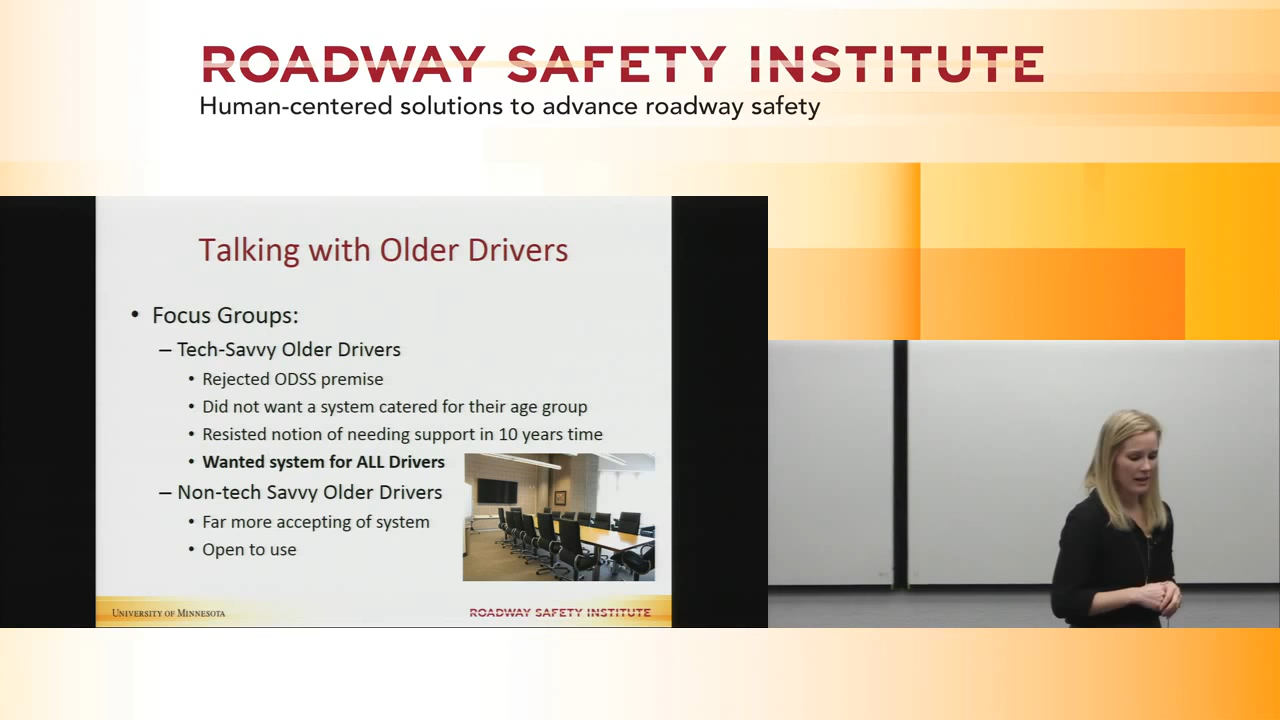 ROADWAY SAFETY INSTITUTE
Human-centered solutions to advance roadway safety
Talking with Older Drivers
• Focus Groups:
– Tech-Savvy Older Drivers
• Rejected ODSS premise
• Did not want a system catered for their age group
• Resisted notion of needing support in 10 years time
• Wanted system for ALL Drivers
– Non-tech Savvy Older Drivers
• Far more accepting of system
• Open to use
UNIVERSITY OF MINNESOTA
ROADWAY SAFETY INSTITUTE